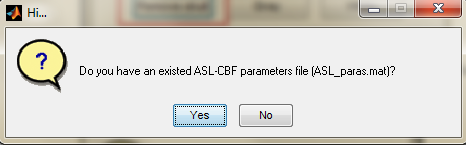 Hi...
?
Do you have an existed ASL-CBF parameters file (ASL_paras.mat)?
Yes
No